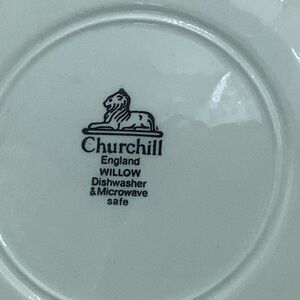 Churchill
England
WILLOW
Dishwasher
& Microwave
safe